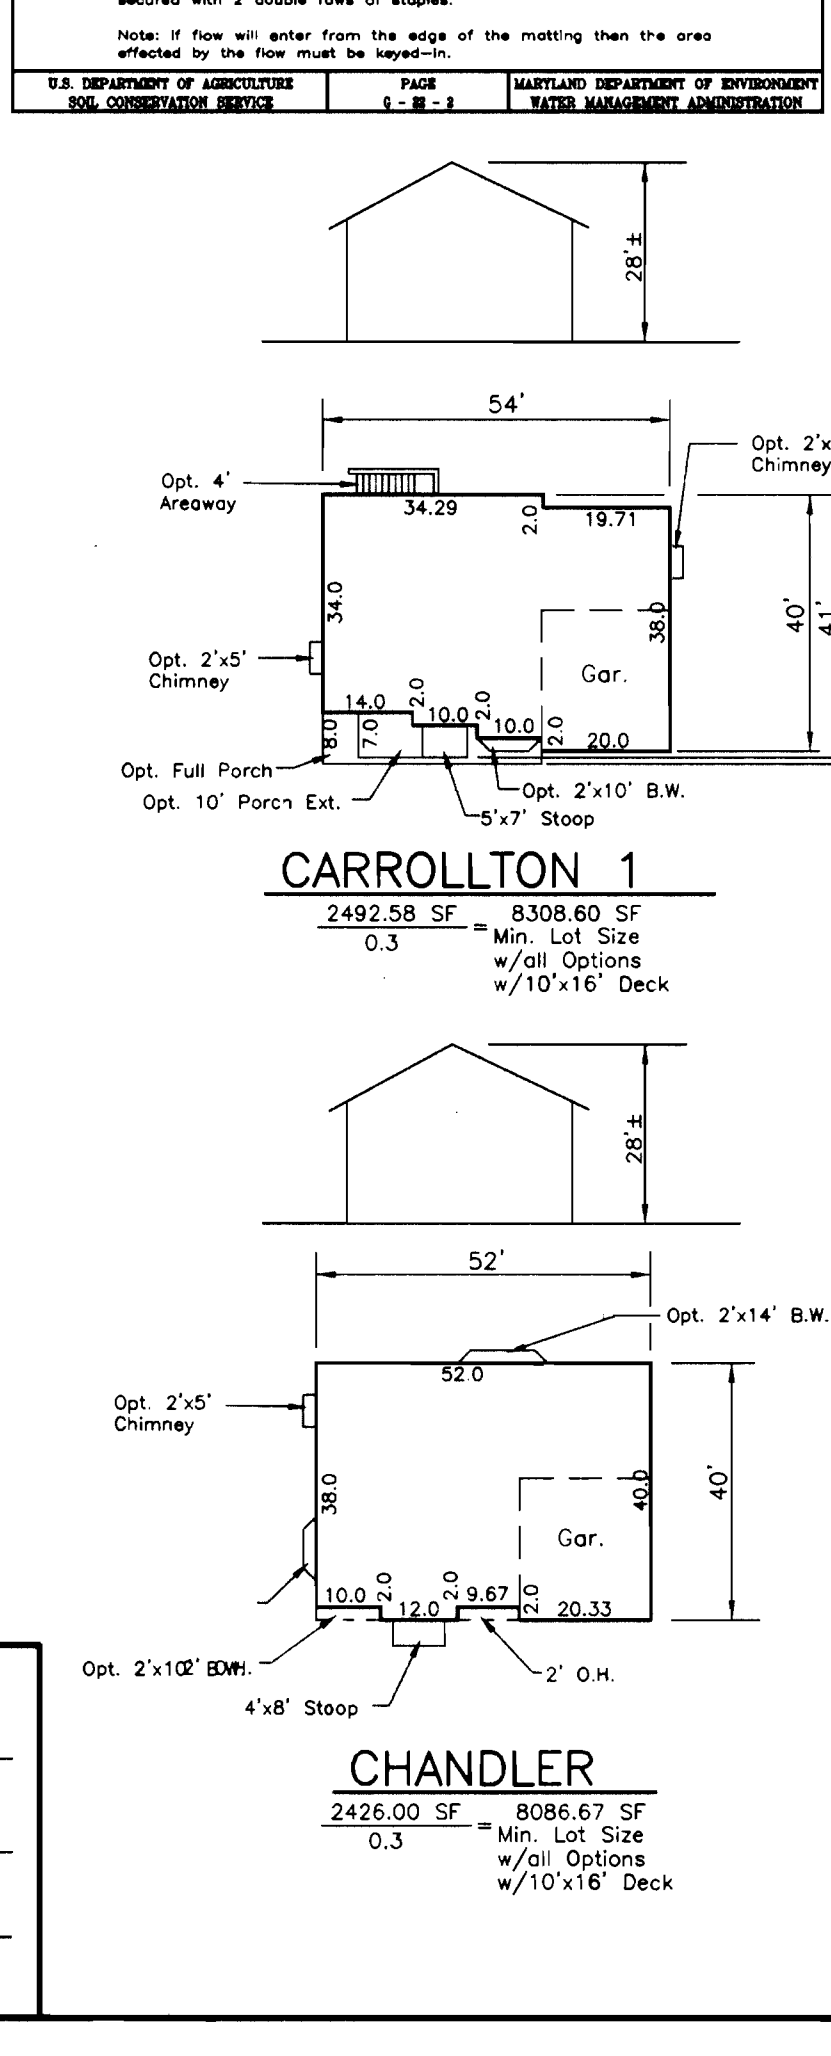 secured with 2 double rows of staples.
Note: If flow will enter from the edge of the matting then the area
effected by the flow must be keyed-in.
U.S. DEPARTMENT OF AGRICULTURE
SOIL CONSERVATION SERVICE
PAGE
G - 22 - 2
MARYLAND DEPARTMENT OF ENVIRONMENT
WATER MANAGEMENT ADMINISTRATION
28'±
54'
Opt. 2'x
Chimney
Opt. 4'
Areaway
34.29
2.0
19.71
34.0
38.0
40'
41'
Opt. 2'x5'
Chimney
Gar.
14.0
2.0
10.0
2.0
10.0
2.0
20.0
8.0
7.0
Opt. Full Porch
Opt. 10' Porch Ext.
Opt. 2'x10' B.W.
5'x7' Stoop
CARROLLTON 1
2492.58 SF
0.3
=
8308.60 SF
Min. Lot Size
w/all Options
w/10'x16' Deck
28'±
52'
Opt. 2'x14' B.W.
52.0
Opt. 2'x5'
Chimney
38.0
40.0
40'
Gar.
10.0
2.0
12.0
2.0
9.67
2.0
20.33
Opt.
2' O.H.
4'x8' Stoop
CHANDLER
2426.00 SF
0.3
=
8086.67 SF
Min. Lot Size
w/all Options
w/10'x16' Deck